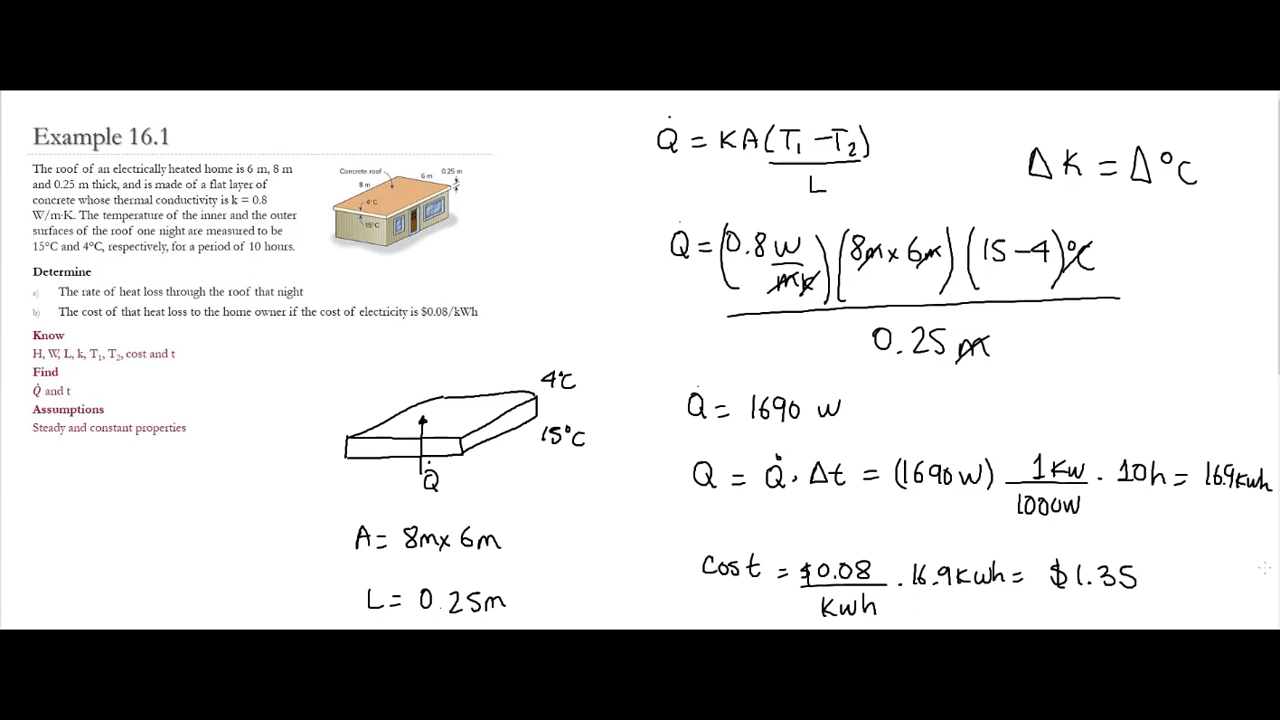 Example 16.1
The roof of an electrically heated home is 6 m, 8 m
and 0.25 m thick, and is made of a flat layer of
concrete whose thermal conductivity is k = 0.8
W/m·K. The temperature of the inner and the outer
surfaces of the roof one night are measured to be
15°C and 4°C, respectively, for a period of 10 hours.
Concrete roof
6 m
0.25 m
8 m
4°C
15°C
Determine
a) The rate of heat loss through the roof that night
b) The cost of that heat loss to the home owner if the cost of electricity is $0.08/kWh
Know
H, W, L, k, T₁, T₂, cost and t
Find
Q̇ and t
Assumptions
Steady and constant properties
4°C
15°C
Q̇
A = 8m x 6m
L = 0.25m
Q̇ = KA(T₁ - T₂)
L
ΔK = Δ°C
Q̇ = (0.8 W (8m x 6m) (15 - 4)°C
mK)
0.25 m
Q̇ = 1690 W
Q = Q̇ . Δt = (1690 W) 1 KW . 10h = 16.9 KWh
1000W
Cost = $0.08 . 16.9 KWh = $1.35
KWh